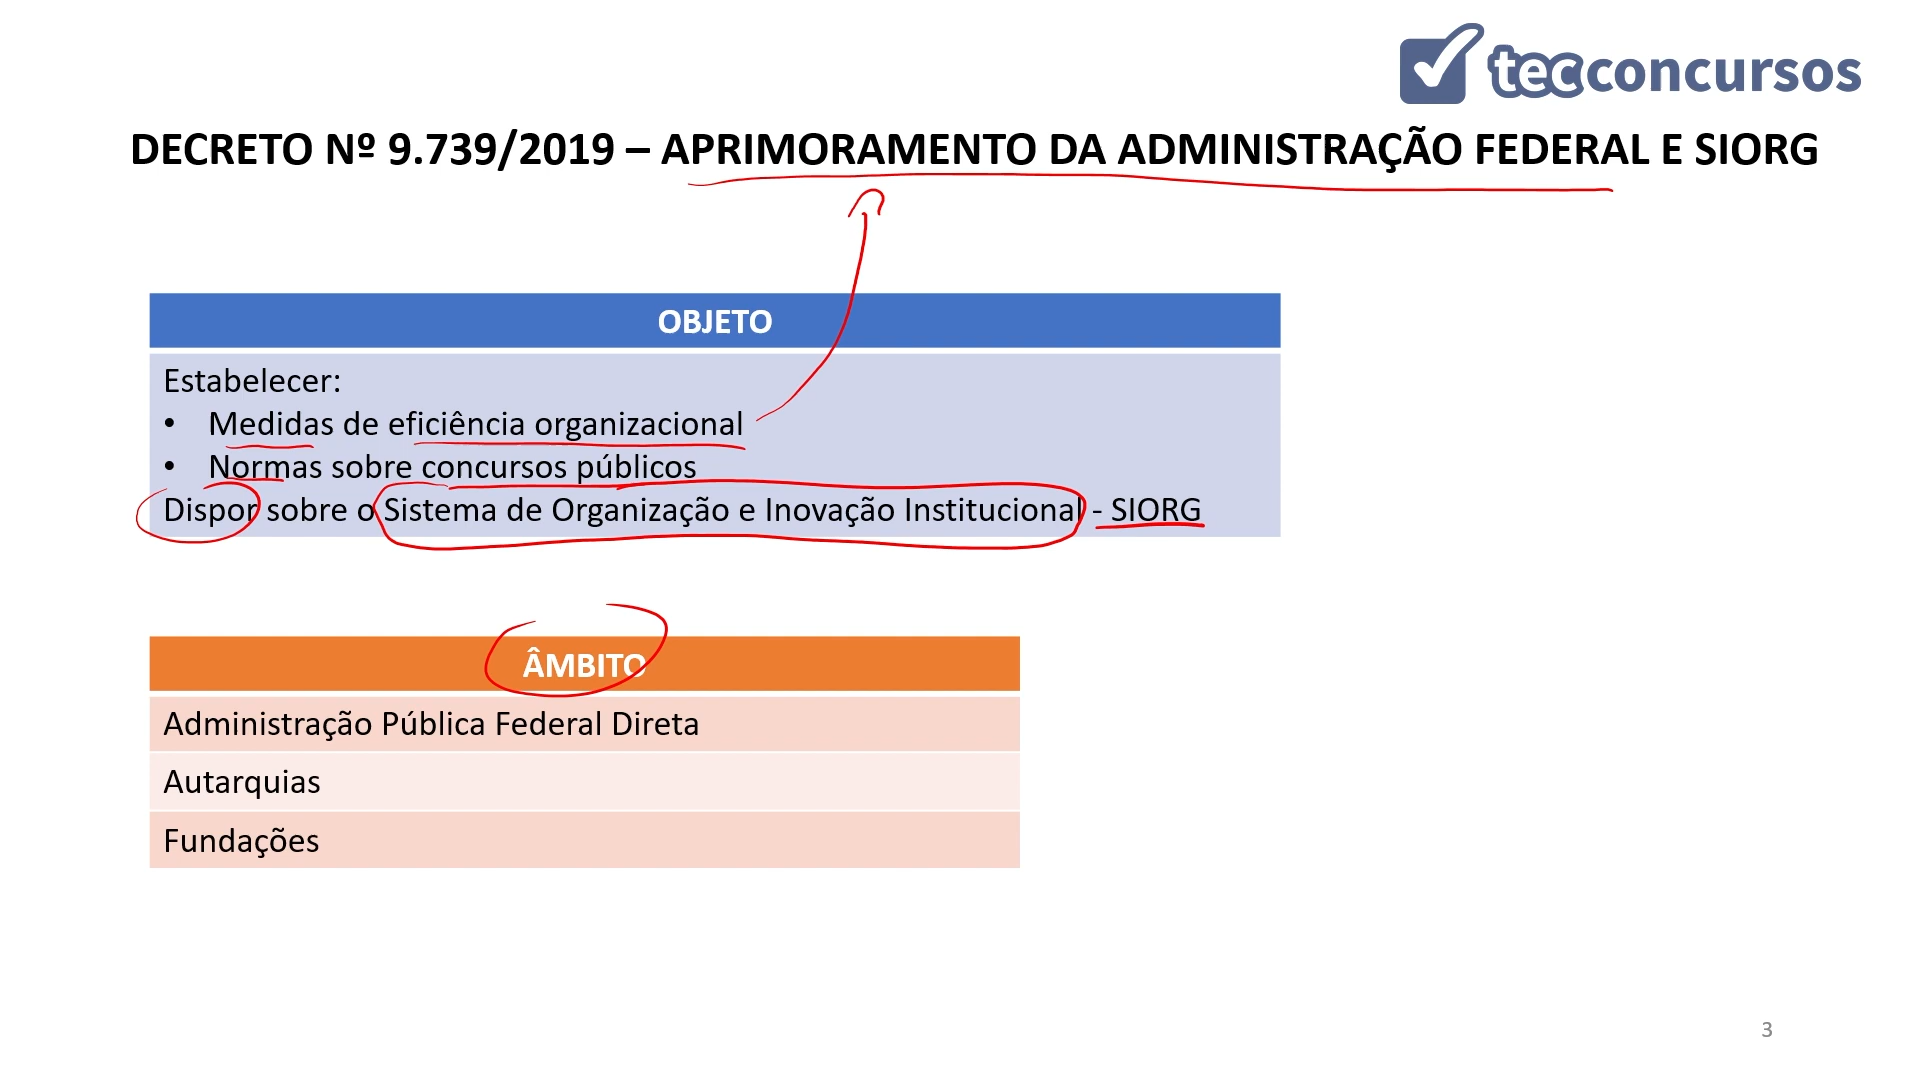 tecconcursos
DECRETO Nº 9.739/2019 – APRIMORAMENTO DA ADMINISTRAÇÃO FEDERAL E SIORG
OBJETO
Estabelecer:
• Medidas de eficiência organizacional
• Normas sobre concursos públicos
Dispor sobre o Sistema de Organização e Inovação Institucional - SIORG
ÂMBITO
Administração Pública Federal Direta
Autarquias
Fundações
3